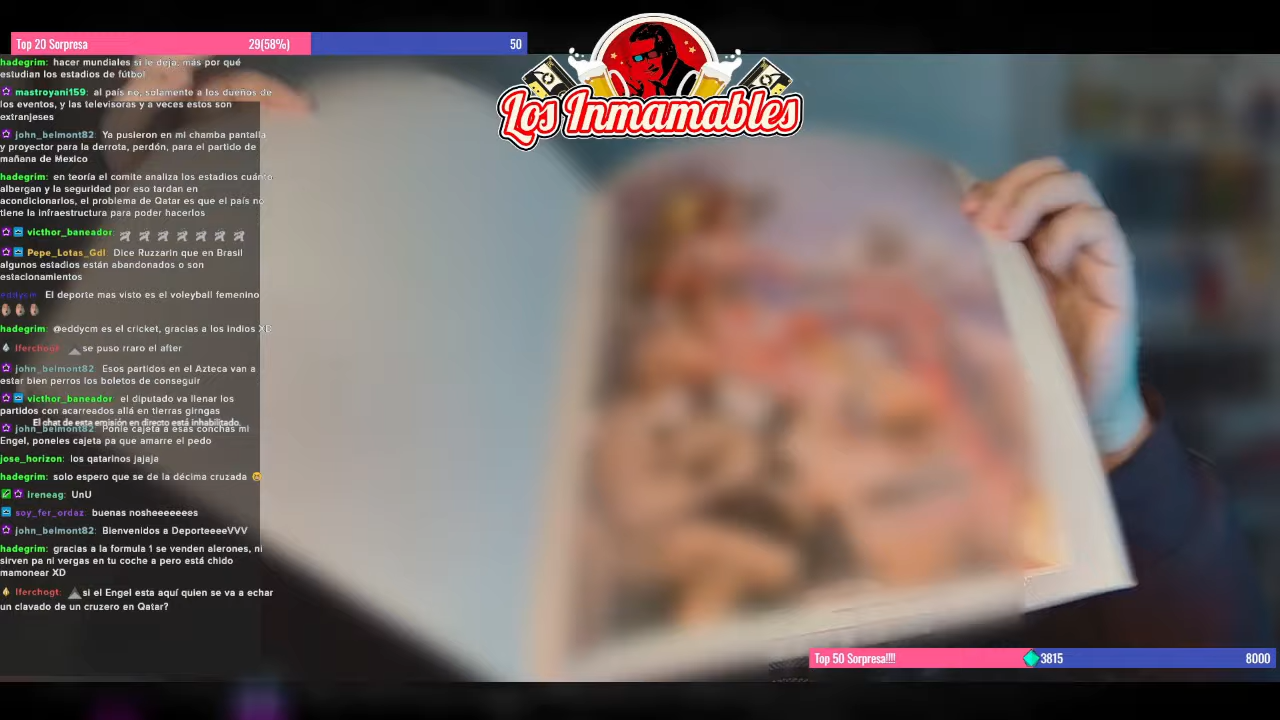 Top 20 Sorpresa 29(58%) 50
Los Inmamables
hadegrim: hacer mundiales si le deja. más por qué
estudian los estadios de fútbol
mastroyani159: al país no, solamente a los dueños de
los eventos, y las televisoras y a veces estos son
extranjeses
john_belmont82: Ya pusieron en mi chamba pantalla
y proyector para la derrota, perdón, para el partido de
mañana de Mexico
hadegrim: en teoría el comite analiza los estadios cuánto
albergan y la seguridad por eso tardan en
acondicionarlos, el problema de Qatar es que el país no
tiene la infraestructura para poder hacerlos
victhor_baneador:
Pepe_Lotas_Gdl: Dice Ruzzarin que en Brasil
algunos estadios están abandonados o son
estacionamientos
eddycm: El deporte mas visto es el voleyball femenino
hadegrim: @eddycm es el cricket, gracias a los indios XD
lferchogt: se puso rraro el after
john_belmont82: Esos partidos en el Azteca van a
estar bien perros los boletos de conseguir
victhor_baneador: el diputado va llenar los
partidos con acarreados allá en tierras girngas
El chat de esta emisión en directo está inhabilitado.
john_belmont82: Ponle cajeta a esas conchas mi
Engel, poneles cajeta pa que amarre el pedo
jose_horizon: los qatarinos jajaja
hadegrim: solo espero que se de la décima cruzada
ireneag: UnU
soy_fer_ordaz: buenas nosheeeeeees
john_belmont82: Bienvenidos a DeporteeeeVVV
hadegrim: gracias a la formula 1 se venden alerones, ni
sirven pa ni vergas en tu coche a pero está chido
mamonear XD
lferchogt: si el Engel esta aquí quien se va a echar
un clavado de un cruzero en Qatar?
Top 50 Sorpresa!!!! 3815 8000